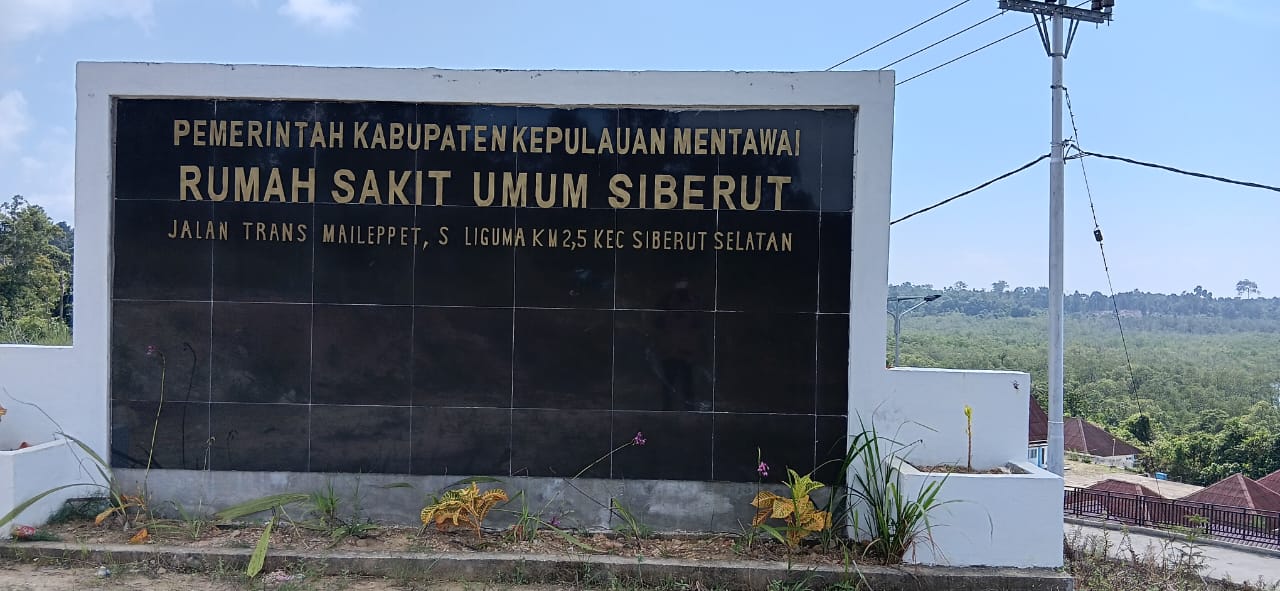 PEMERINTAH KABUPATEN KEPULAUAN MENTAWAI
RUMAH SAKIT UMUM SIBERUT
JALAN TRANS MAILEPPET, S LIGUMA KM 2,5 KEC SIBERUT SELATAN